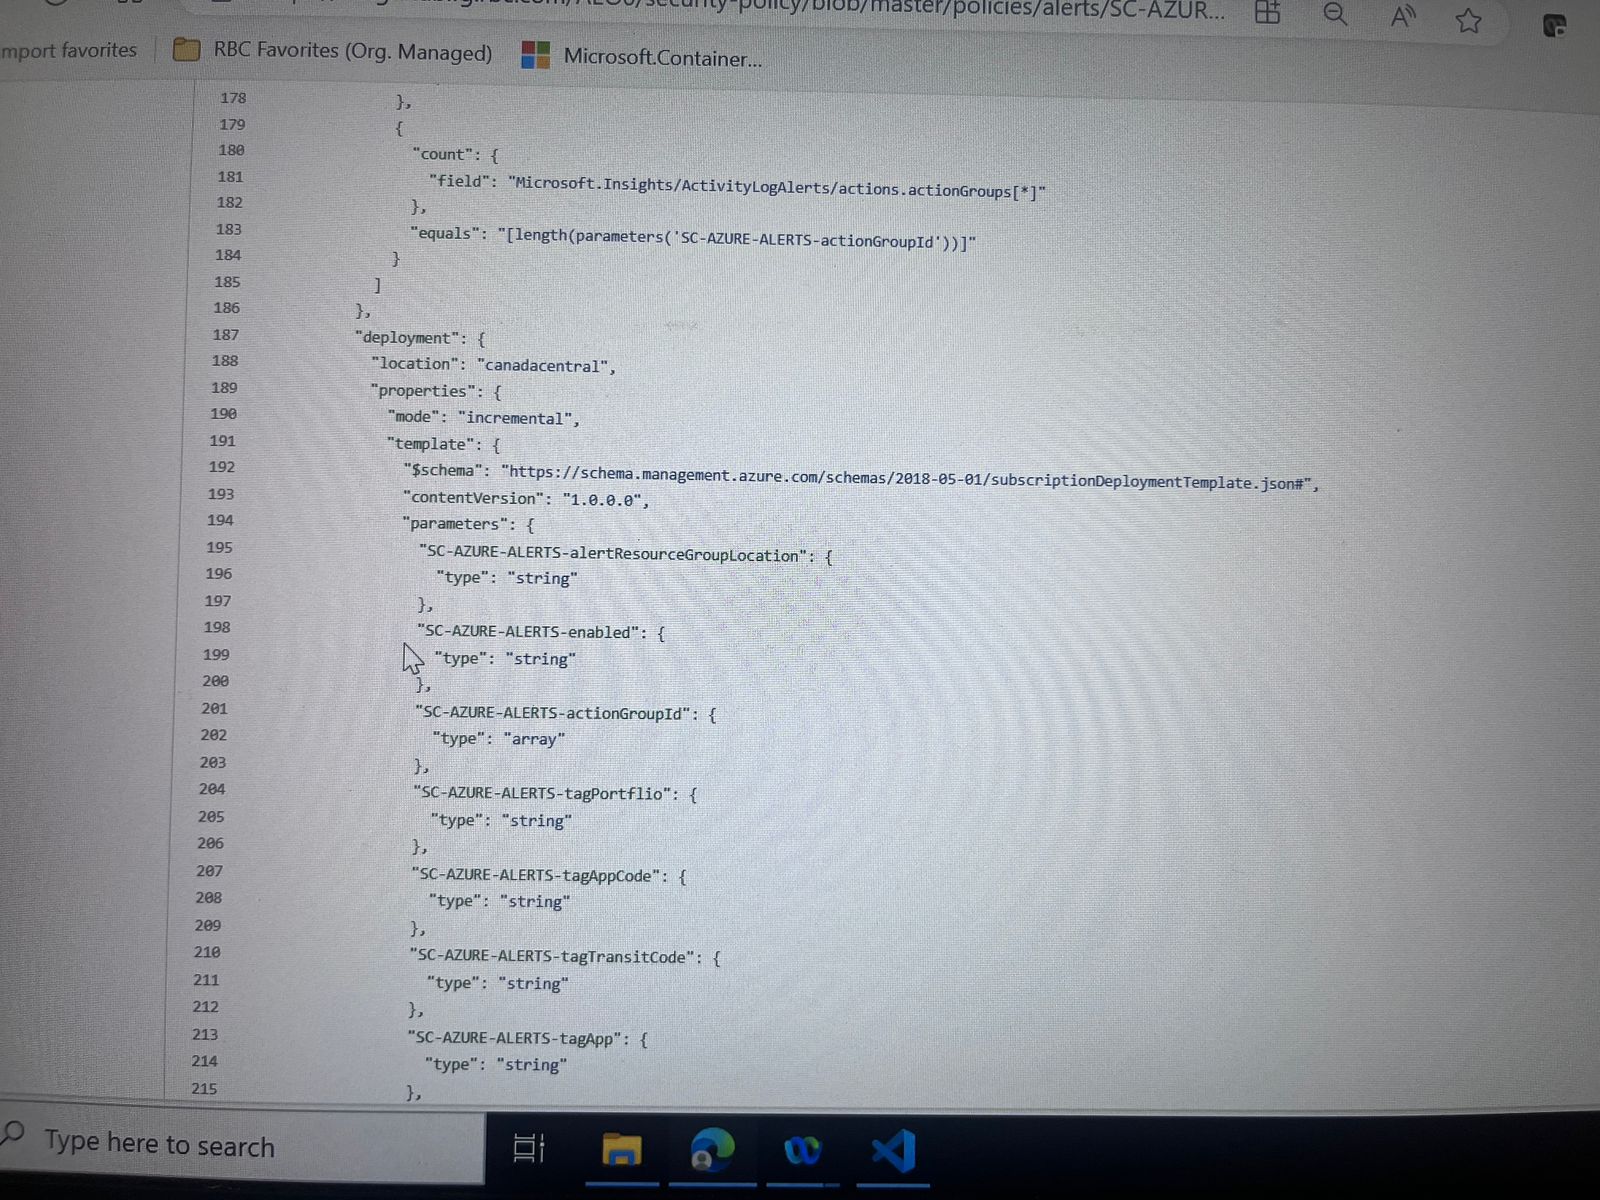 security-policy/blob/master/policies/alerts/SC-AZUR...
mport favorites
RBC Favorites (Org. Managed)
Microsoft.Container...
178 },
179 {
180 "count": {
181 "field": "Microsoft.Insights/ActivityLogAlerts/actions.actionGroups[*]"
182 },
183 "equals": "[length(parameters('SC-AZURE-ALERTS-actionGroupId'))]"
184 }
185 ]
186 },
187 "deployment": {
188 "location": "canadacentral",
189 "properties": {
190 "mode": "incremental",
191 "template": {
192 "$schema": "https://schema.management.azure.com/schemas/2018-05-01/subscriptionDeploymentTemplate.json#",
193 "contentVersion": "1.0.0.0",
194 "parameters": {
195 "SC-AZURE-ALERTS-alertResourceGroupLocation": {
196 "type": "string"
197 },
198 "SC-AZURE-ALERTS-enabled": {
199 "type": "string"
200 },
201 "SC-AZURE-ALERTS-actionGroupId": {
202 "type": "array"
203 },
204 "SC-AZURE-ALERTS-tagPortflio": {
205 "type": "string"
206 },
207 "SC-AZURE-ALERTS-tagAppCode": {
208 "type": "string"
209 },
210 "SC-AZURE-ALERTS-tagTransitCode": {
211 "type": "string"
212 },
213 "SC-AZURE-ALERTS-tagApp": {
214 "type": "string"
215 },
Type here to search